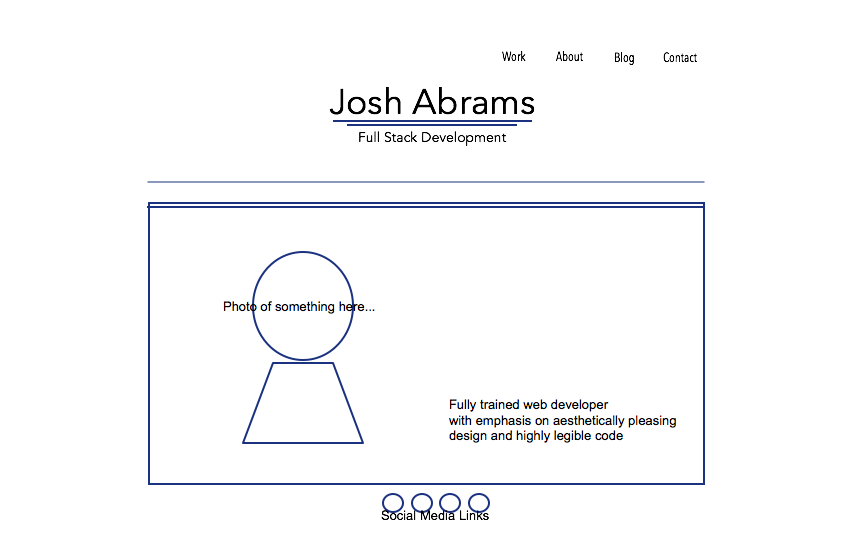 Work About Blog Contact
Josh Abrams
Full Stack Development
Photo of something here...
Fully trained web developer
with emphasis on aesthetically pleasing
design and highly legible code
Social Media Links